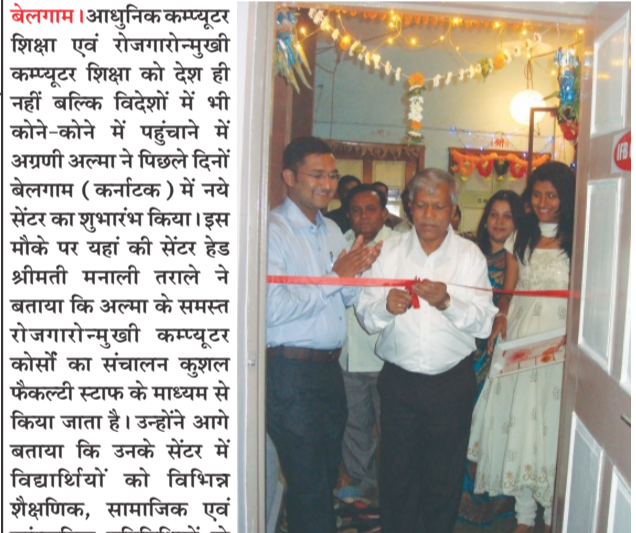 बेलगाम। आधुनिक कम्प्यूटर
शिक्षा एवं रोजगारोन्मुखी
कम्प्यूटर शिक्षा को देश ही
नहीं बल्कि विदेशों में भी
कोने-कोने में पहुंचाने में
अग्रणी अल्मा ने पिछले दिनों
बेलगाम ( कर्नाटक ) में नये
सेंटर का शुभारंभ किया। इस
मौके पर यहां की सेंटर हेड
श्रीमती मनाली तराले ने
बताया कि अल्मा के समस्त
रोजगारोन्मुखी कम्प्यूटर
कोर्सों का संचालन कुशल
फैकल्टी स्टाफ के माध्यम से
किया जाता है। उन्होंने आगे
बताया कि उनके सेंटर में
विद्यार्थियों को विभिन्न
शैक्षणिक, सामाजिक एवं
IFB